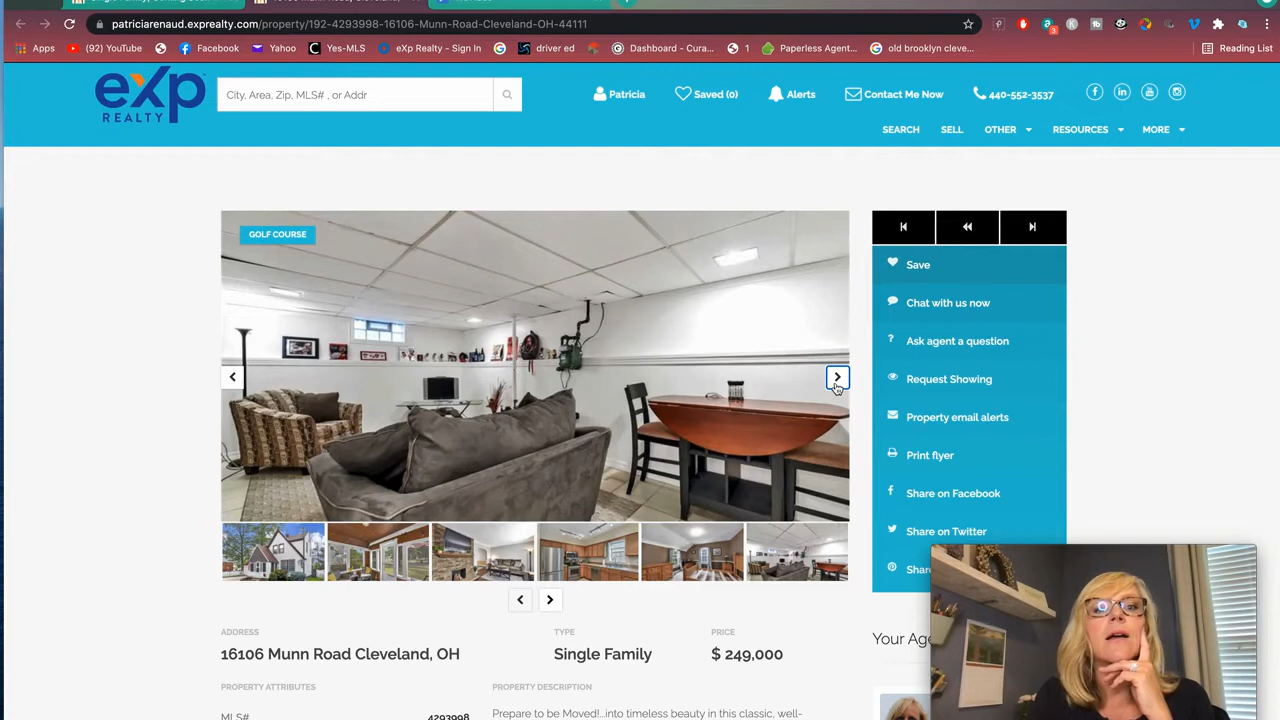 patriciarenaud.exprealty.com/property/192-4293998-16106-Munn-Road-Cleveland-OH-44111
Apps
(92) YouTube
Facebook
Yahoo
Yes-MLS
eXp Realty - Sign In
driver ed
Dashboard - Cura...
1
Paperless Agent...
old brooklyn cleve...
Reading List
eXp REALTY
City, Area, Zip, MLS# , or Addr
Patricia
Saved (0)
Alerts
Contact Me Now
440-552-3537
SEARCH
SELL
OTHER
RESOURCES
MORE
GOLF COURSE
Save
Chat with us now
Ask agent a question
Request Showing
Property email alerts
Print flyer
Share on Facebook
Share on Twitter
ADDRESS
TYPE
PRICE
16106 Munn Road Cleveland, OH
Single Family
$ 249,000
PROPERTY ATTRIBUTES
PROPERTY DESCRIPTION
MLS#
4293998
Prepare to be Moved!...into timeless beauty in this classic, well-